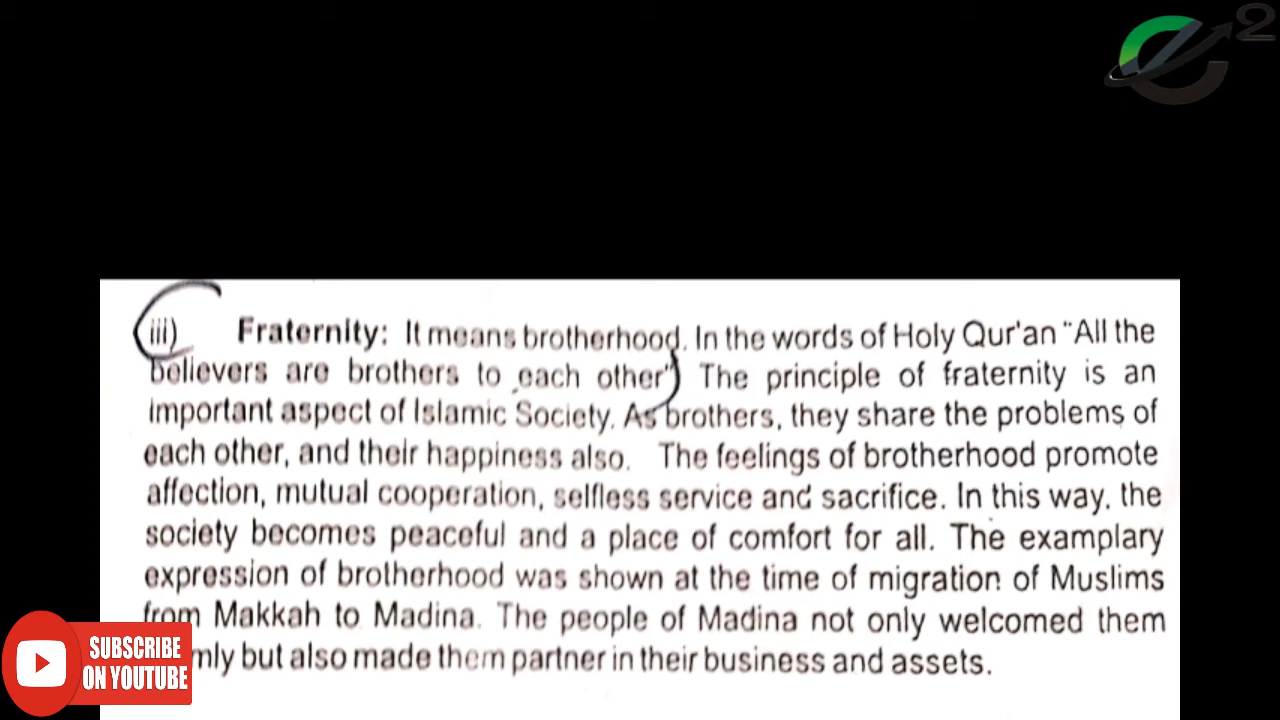 2
iii) Fraternity: It means brotherhood. In the words of Holy Qur'an "All the
believers are brothers to each other" The principle of fraternity is an
important aspect of Islamic Society. As brothers, they share the problems of
each other, and their happiness also. The feelings of brotherhood promote
affection, mutual cooperation, selfless service and sacrifice. In this way, the
society becomes peaceful and a place of comfort for all. The examplary
expression of brotherhood was shown at the time of migration of Muslims
from Makkah to Madina. The people of Madina not only welcomed them
mly but also made them partner in their business and assets.
SUBSCRIBE
ON YOUTUBE